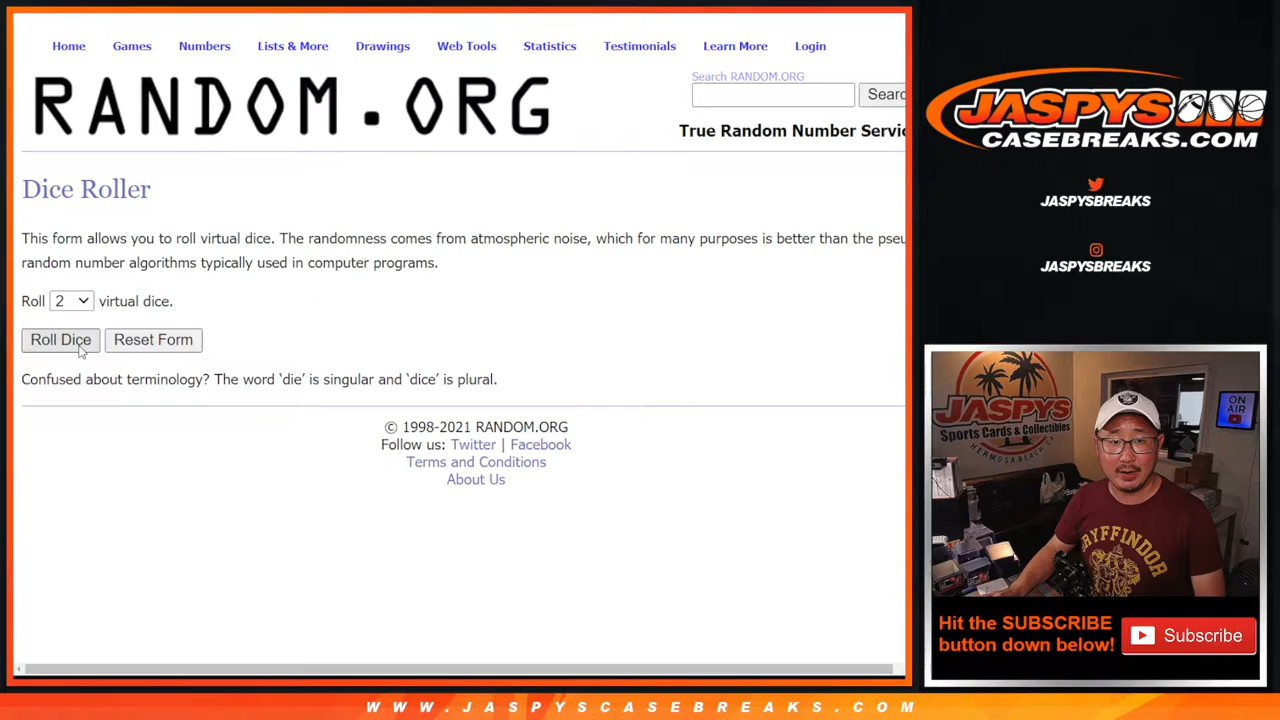 Home Games Numbers Lists & More Drawings Web Tools Statistics Testimonials Learn More Login
RANDOM.ORG
Search RANDOM.ORG
Searc
True Random Number Servic
Dice Roller
This form allows you to roll virtual dice. The randomness comes from atmospheric noise, which for many purposes is better than the pseu
random number algorithms typically used in computer programs.
Roll 2 virtual dice.
Roll Dice Reset Form
Confused about terminology? The word ‘die’ is singular and ‘dice’ is plural.
© 1998-2021 RANDOM.ORG
Follow us: Twitter | Facebook
Terms and Conditions
About Us
JASPYS
CASEBREAKS.COM
JASPYSBREAKS
JASPYSBREAKS
JASPYS
Sports Cards & Collectibles
HERMOSA BEACH, CA
ON
AIR
GRYFFINDOR
Hit the SUBSCRIBE
button down below!
Subscribe
WWW.JASPYSCASEBREAKS.COM